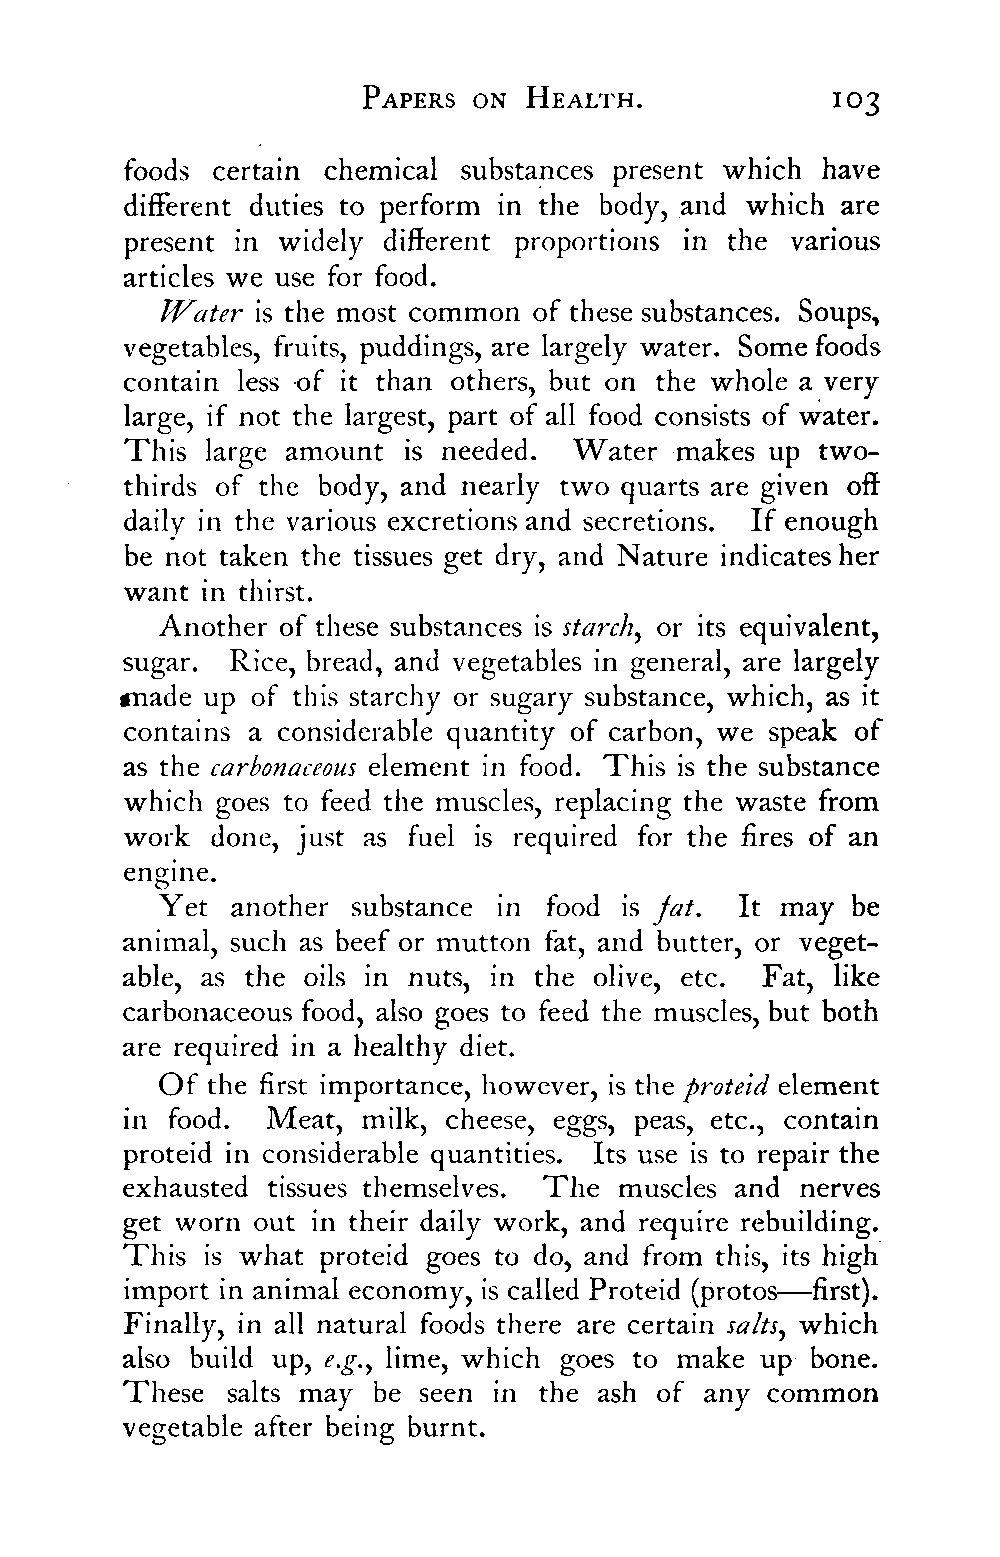 PAPERS ON HEALTH. 103
foods certain chemical substances present which have
different duties to perform in the body, and which are
present in widely different proportions in the various
articles we use for food.
Water is the most common of these substances. Soups,
vegetables, fruits, puddings, are largely water. Some foods
contain less of it than others, but on the whole a very
large, if not the largest, part of all food consists of water.
This large amount is needed. Water makes up two-
thirds of the body, and nearly two quarts are given off
daily in the various excretions and secretions. If enough
be not taken the tissues get dry, and Nature indicates her
want in thirst.
Another of these substances is starch, or its equivalent,
sugar. Rice, bread, and vegetables in general, are largely
made up of this starchy or sugary substance, which, as it
contains a considerable quantity of carbon, we speak of
as the carbonaceous element in food. This is the substance
which goes to feed the muscles, replacing the waste from
work done, just as fuel is required for the fires of an
engine.
Yet another substance in food is fat. It may be
animal, such as beef or mutton fat, and butter, or veget-
able, as the oils in nuts, in the olive, etc. Fat, like
carbonaceous food, also goes to feed the muscles, but both
are required in a healthy diet.
Of the first importance, however, is the proteid element
in food. Meat, milk, cheese, eggs, peas, etc., contain
proteid in considerable quantities. Its use is to repair the
exhausted tissues themselves. The muscles and nerves
get worn out in their daily work, and require rebuilding.
This is what proteid goes to do, and from this, its high
import in animal economy, is called Proteid (protos—first).
Finally, in all natural foods there are certain salts, which
also build up, e.g., lime, which goes to make up bone.
These salts may be seen in the ash of any common
vegetable after being burnt.